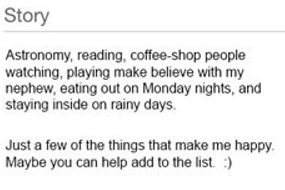 Story
Astronomy, reading, coffee-shop people
watching, playing make believe with my
nephew, eating out on Monday nights, and
staying inside on rainy days.
Just a few of the things that make me happy.
Maybe you can help add to the list.  :)